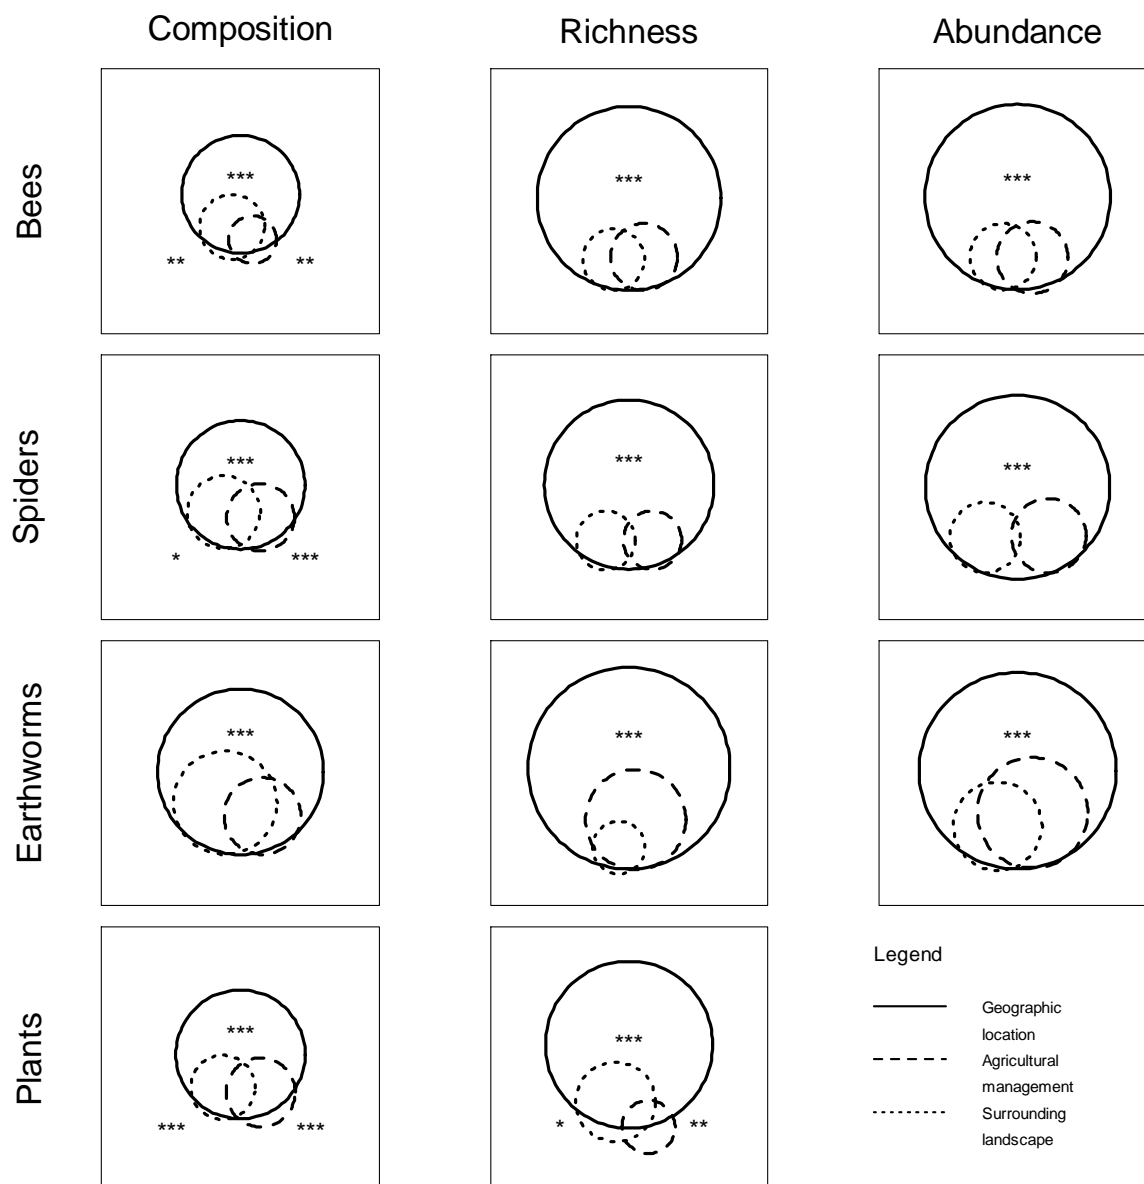 Composition Richness Abundance
Bees
***
** **
***
***
Spiders
***
* ***
***
***
Earthworms
***
***
***
Plants
***
*** ***
***
* **
Legend
Geographic
location
Agricultural
management
Surrounding
landscape